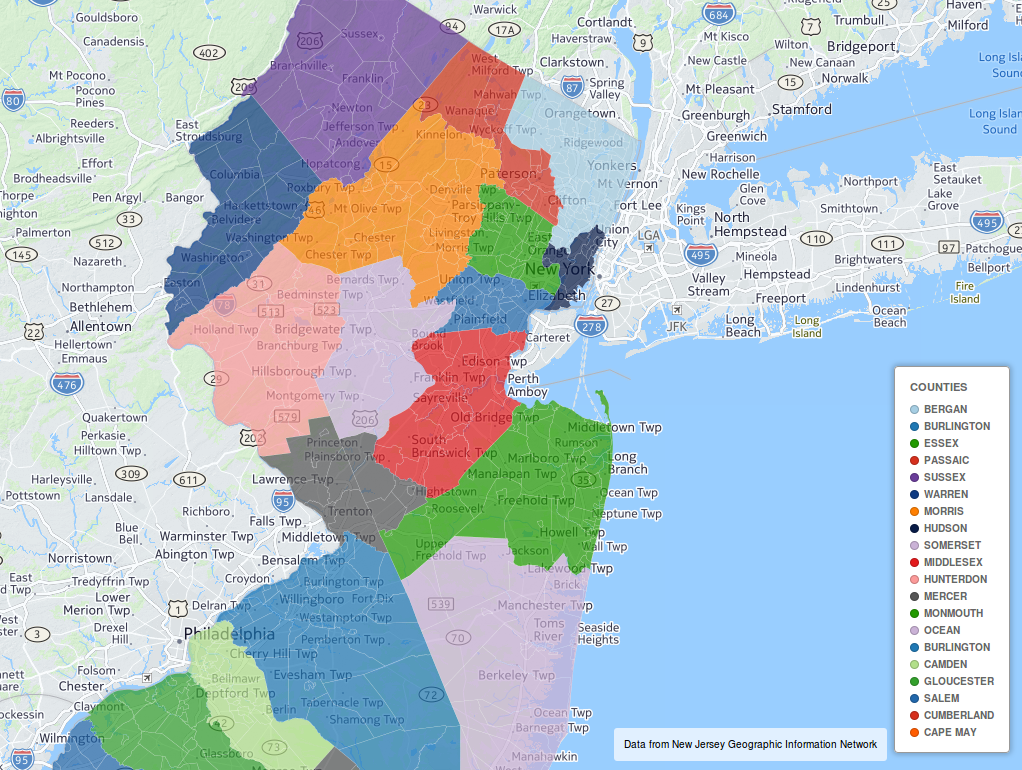 Gouldsboro
Warwick
Cortlandt
684
Trumbull
25
Haven
Milford
Sussex
94
17A
Haverstraw
9
Mt Kisco
7
Wilton
Bridgeport
Canadensis
206
402
Branchville
West
Milford Twp
Clarkstown
New Castle
New Canaan
Norwalk
Long Isla
Sound
Mt Pocono
Pocono
Pines
209
Franklin
Mahwah Twp
87
Spring
Valley
Mt Pleasant
15
80
Newton
23
Wanaque
Orangetown
Greenburgh
Stamford
Long Islan
Sound
Reeders
Albrightsville
East
Stroudsburg
Jefferson Twp
Andover
Kinnelon
Wyckoff Twp
Ridgewood
Greenwich
Effort
Hopatcong
15
Paterson
Yonkers
Harrison
New Rochelle
East
Setauket
Brodheadsville
Columbia
Roxbury Twp
Denville Twp
Mt Vernon
Glen
Cove
Northport
Lake
Grove
Thorpe
Pen Argyl
Bangor
Hackettstown
46
Mt Olive Twp
Parsippany-
Troy Hills Twp
Clifton
Fort Lee
Kings
Point
North
Hempstead
Smithtown
495
33
Belvidere
Palmerton
512
Washington Twp
Chester
Livingston
East
Orange
Union
City
LGA
110
111
97
Patchogue
145
Nazareth
Washington
Chester Twp
Morris Twp
495
Mineola
Brightwaters
Bellport
Easton
Bernards Twp
Union Twp
New York
Valley
Stream
Hempstead
Lindenhurst
Fire
Island
Northampton
31
Bedminster Twp
Elizabeth
27
Freeport
Bethlehem
78
513
523
Westfield
Plainfield
278
JFK
Long
Beach
Long
Island
Ocean
Beach
22
Allentown
Holland Twp
Bridgewater Twp
Bound
Brook
Carteret
Hellertown
Emmaus
Branchburg Twp
Edison Twp
476
29
Hillsborough Twp
Franklin Twp
Perth
Amboy
Montgomery Twp
Sayreville
COUNTIES
BERGAN
BURLINGTON
ESSEX
PASSAIC
SUSSEX
WARREN
MORRIS
HUDSON
SOMERSET
MIDDLESEX
HUNTERDON
MERCER
MONMOUTH
OCEAN
BURLINGTON
CAMDEN
GLOUCESTER
SALEM
CUMBERLAND
CAPE MAY
Quakertown
579
206
Old Bridge Twp
Middletown Twp
Perkasie
Hilltown Twp
202
Princeton
South
Brunswick Twp
Rumson
Plainsboro Twp
Marlboro Twp
Long
Branch
Harleysville
309
611
Lawrence Twp
Manalapan Twp
35
Pottstown
Lansdale
95
Hightstown
Freehold Twp
Ocean Twp
Richboro
Trenton
Roosevelt
Neptune Twp
Blue
Bell
Falls Twp
Warminster Twp
Middletown Twp
Howell Twp
Norristown
Abington Twp
Bensalem Twp
Upper
Freehold Twp
Jackson
Wall Twp
East
Tredyffrin Twp
Croydon
Burlington Twp
Lakewood Twp
Brick
Lower
Merion Twp
1
Delran Twp
Willingboro
Fort Dix
539
Manchester Twp
3
Drexel
Hill
Westampton Twp
Toms
River
Seaside
Heights
Philadelphia
Pemberton Twp
70
Cherry Hill Twp
Folsom
Chester
Bellmawr
Evesham Twp
Berkeley Twp
Claymont
Deptford Twp
72
Berlin
Tabernacle Twp
Ocean Twp
Shamong Twp
Barnegat Twp
Wilmington
73
Glassboro
Manahawkin
95
Data from New Jersey Geographic Information Network